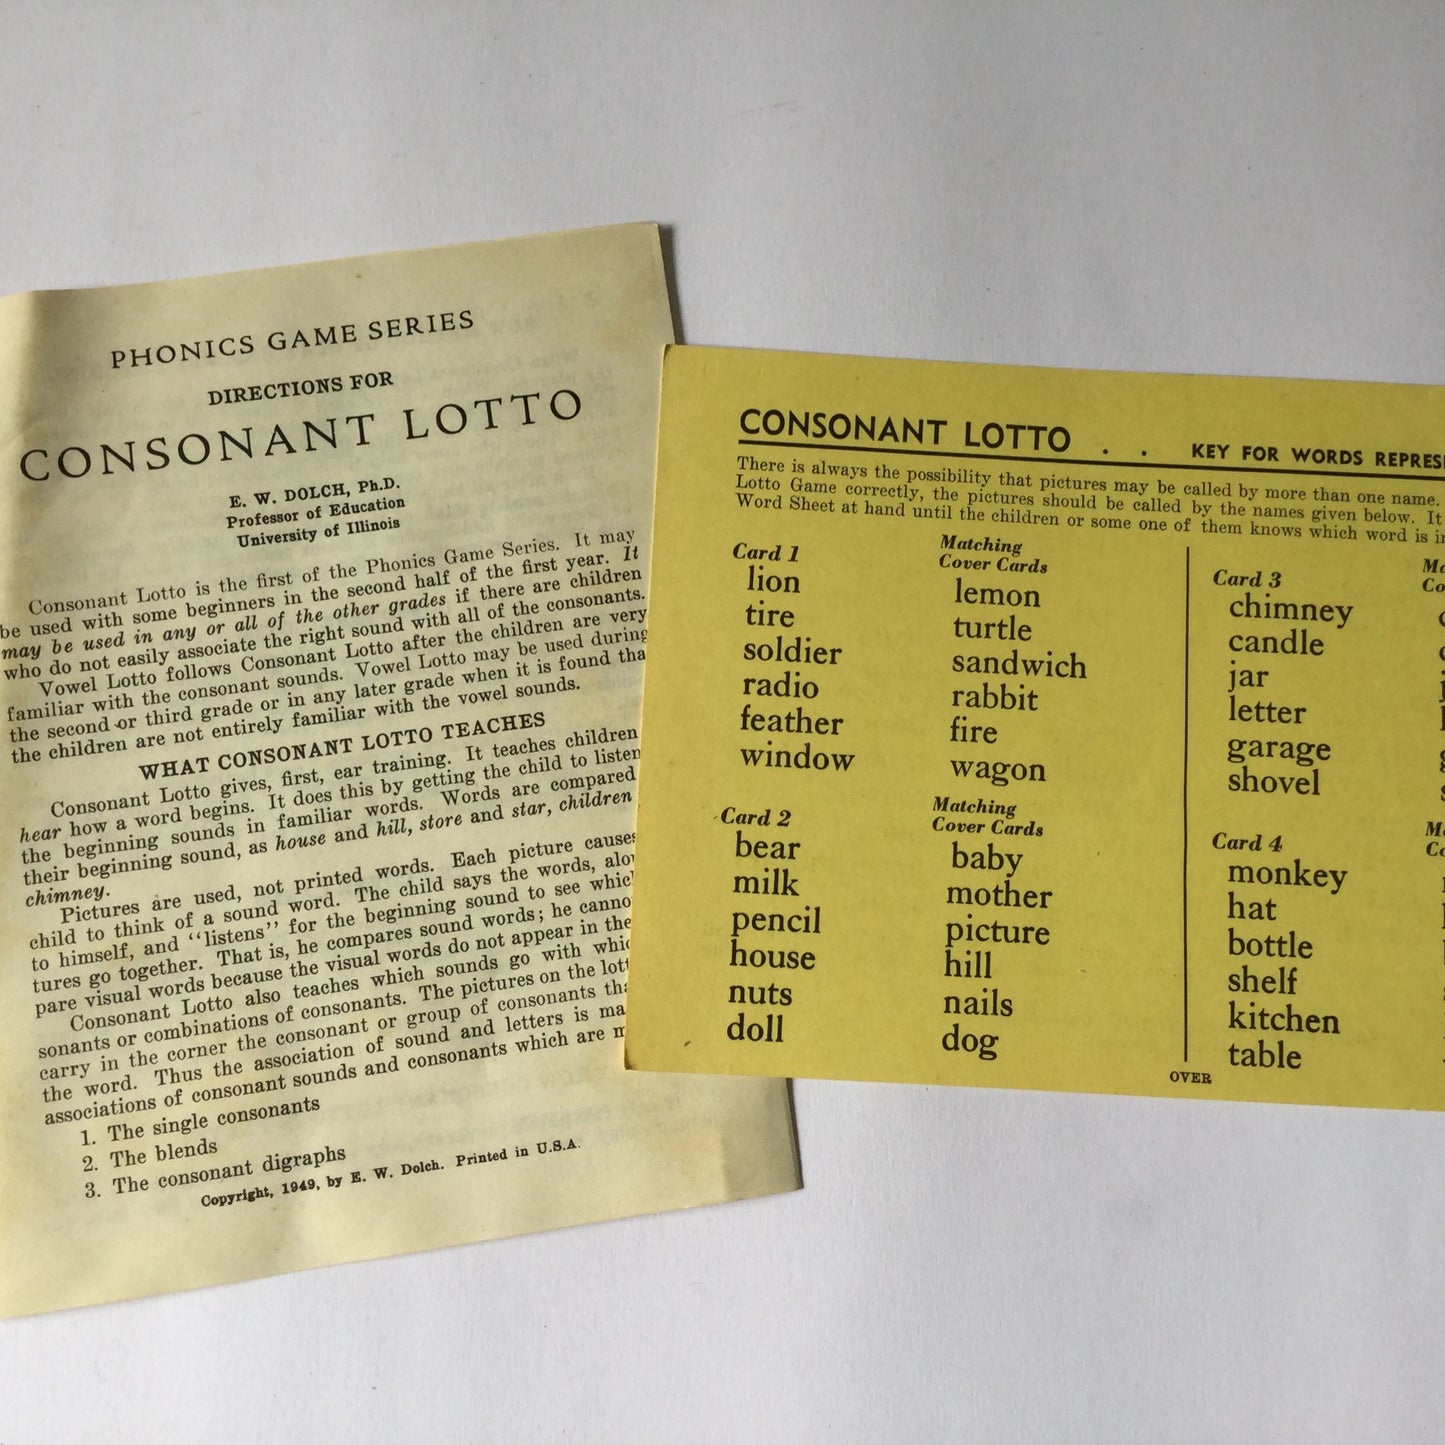 PHONICS GAME SERIES
DIRECTIONS FOR
CONSONANT LOTTO
E. W. DOLCH, Ph.D.
Professor of Education
University of Illinois
Consonant Lotto is the first of the Phonics Game Series. It may
be used with some beginners in the second half of the first year. It
may be used in any or all of the other grades if there are children
who do not easily associate the right sound with all of the consonants.
Vowel Lotto follows Consonant Lotto after the children are very
familiar with the consonant sounds. Vowel Lotto may be used during
the second or third grade or in any later grade when it is found tha
the children are not entirely familiar with the vowel sounds.
WHAT CONSONANT LOTTO TEACHES
Consonant Lotto gives, first, ear training. It teaches children
hear how a word begins. It does this by getting the child to listen
the beginning sounds in familiar words. Words are compared
their beginning sound, as house and hill, store and star, children
chimney.
Pictures are used, not printed words. Each picture causes
child to think of a sound word. The child says the words, alo
to himself, and "listens" for the beginning sound to see whic
tures go together. That is, he compares sound words; he canno
pare visual words because the visual words do not appear in the
Consonant Lotto also teaches which sounds go with whic
sonants or combinations of consonants. The pictures on the lot
carry in the corner the consonant or group of consonants tha
the word. Thus the association of sound and letters is ma
associations of consonant sounds and consonants which are m
1. The single consonants
2. The blends
3. The consonant digraphs
Copyright, 1949, by E. W. Dolch. Printed in U.S.A.
CONSONANT LOTTO . . KEY FOR WORDS REPRES
There is always the possibility that pictures may be called by more than one name.
Lotto Game correctly, the pictures should be called by the names given below. It
Word Sheet at hand until the children or some one of them knows which word is in
Card 1
lion
tire
soldier
radio
feather
window
Matching
Cover Cards
lemon
turtle
sandwich
rabbit
fire
wagon
Card 2
bear
milk
pencil
house
nuts
doll
Matching
Cover Cards
baby
mother
picture
hill
nails
dog
Card 3
chimney
candle
jar
letter
garage
shovel
Card 4
monkey
hat
bottle
shelf
kitchen
table
OVER